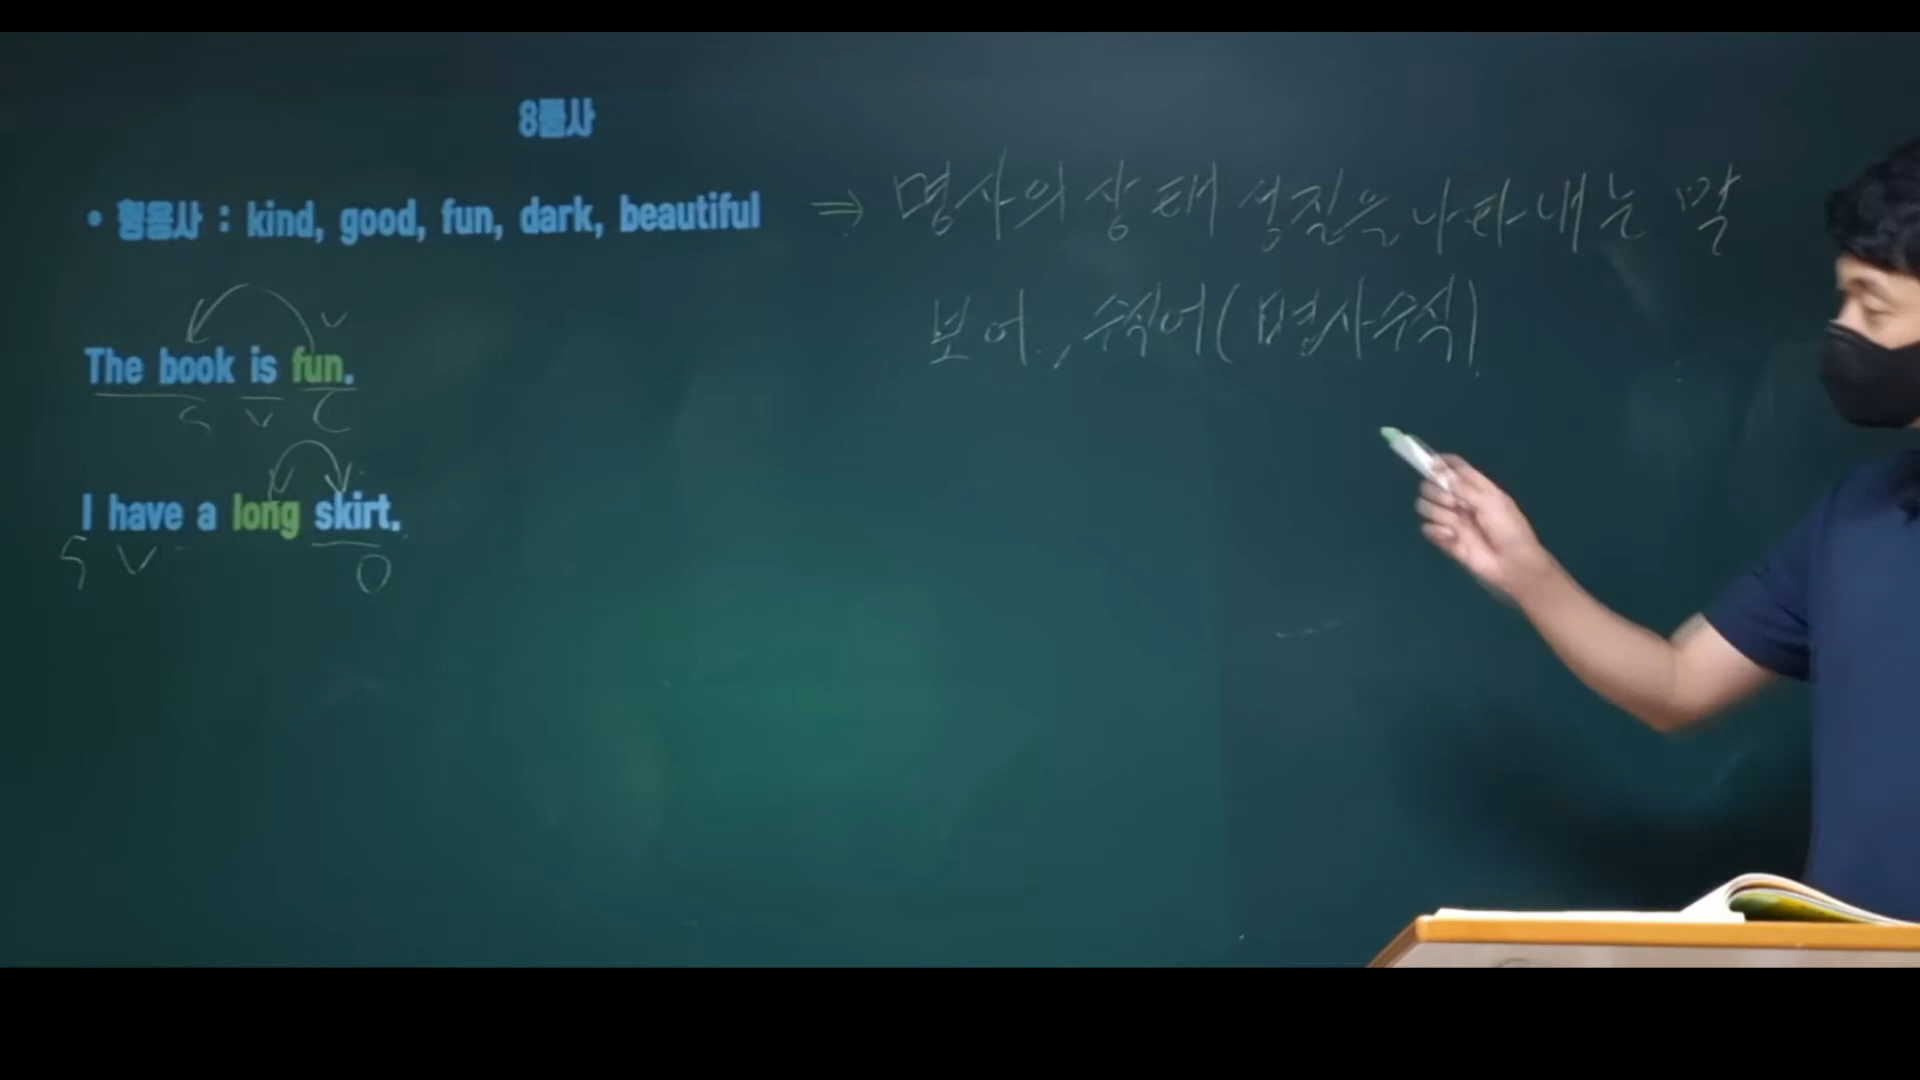 8품사
• 형용사 : kind, good, fun, dark, beautiful ⇒ 명사의 상태 성질을 나타내는 말
보어, 수식어(명사수식)
The book is fun.
S V C
I have a long skirt.
S V O